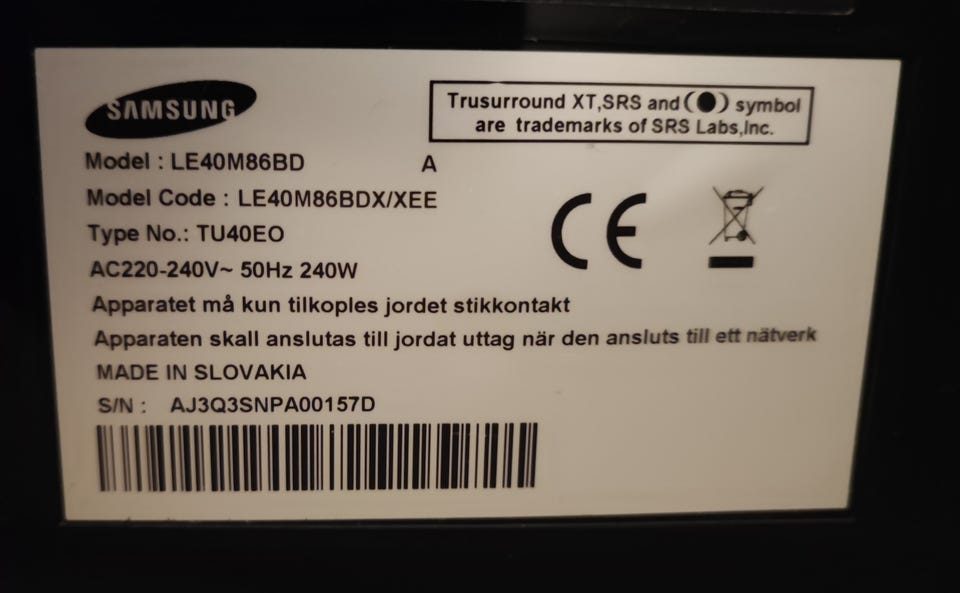 SAMSUNG
Trusurround XT,SRS and (●) symbol
are trademarks of SRS Labs,Inc.
Model : LE40M86BD A
Model Code : LE40M86BDX/XEE
Type No.: TU40EO
AC220-240V~ 50Hz 240W
Apparatet må kun tilkoples jordet stikkontakt
Apparaten skall anslutas till jordat uttag när den ansluts till ett nätverk
MADE IN SLOVAKIA
S/N : AJ3Q3SNPA00157D
CE